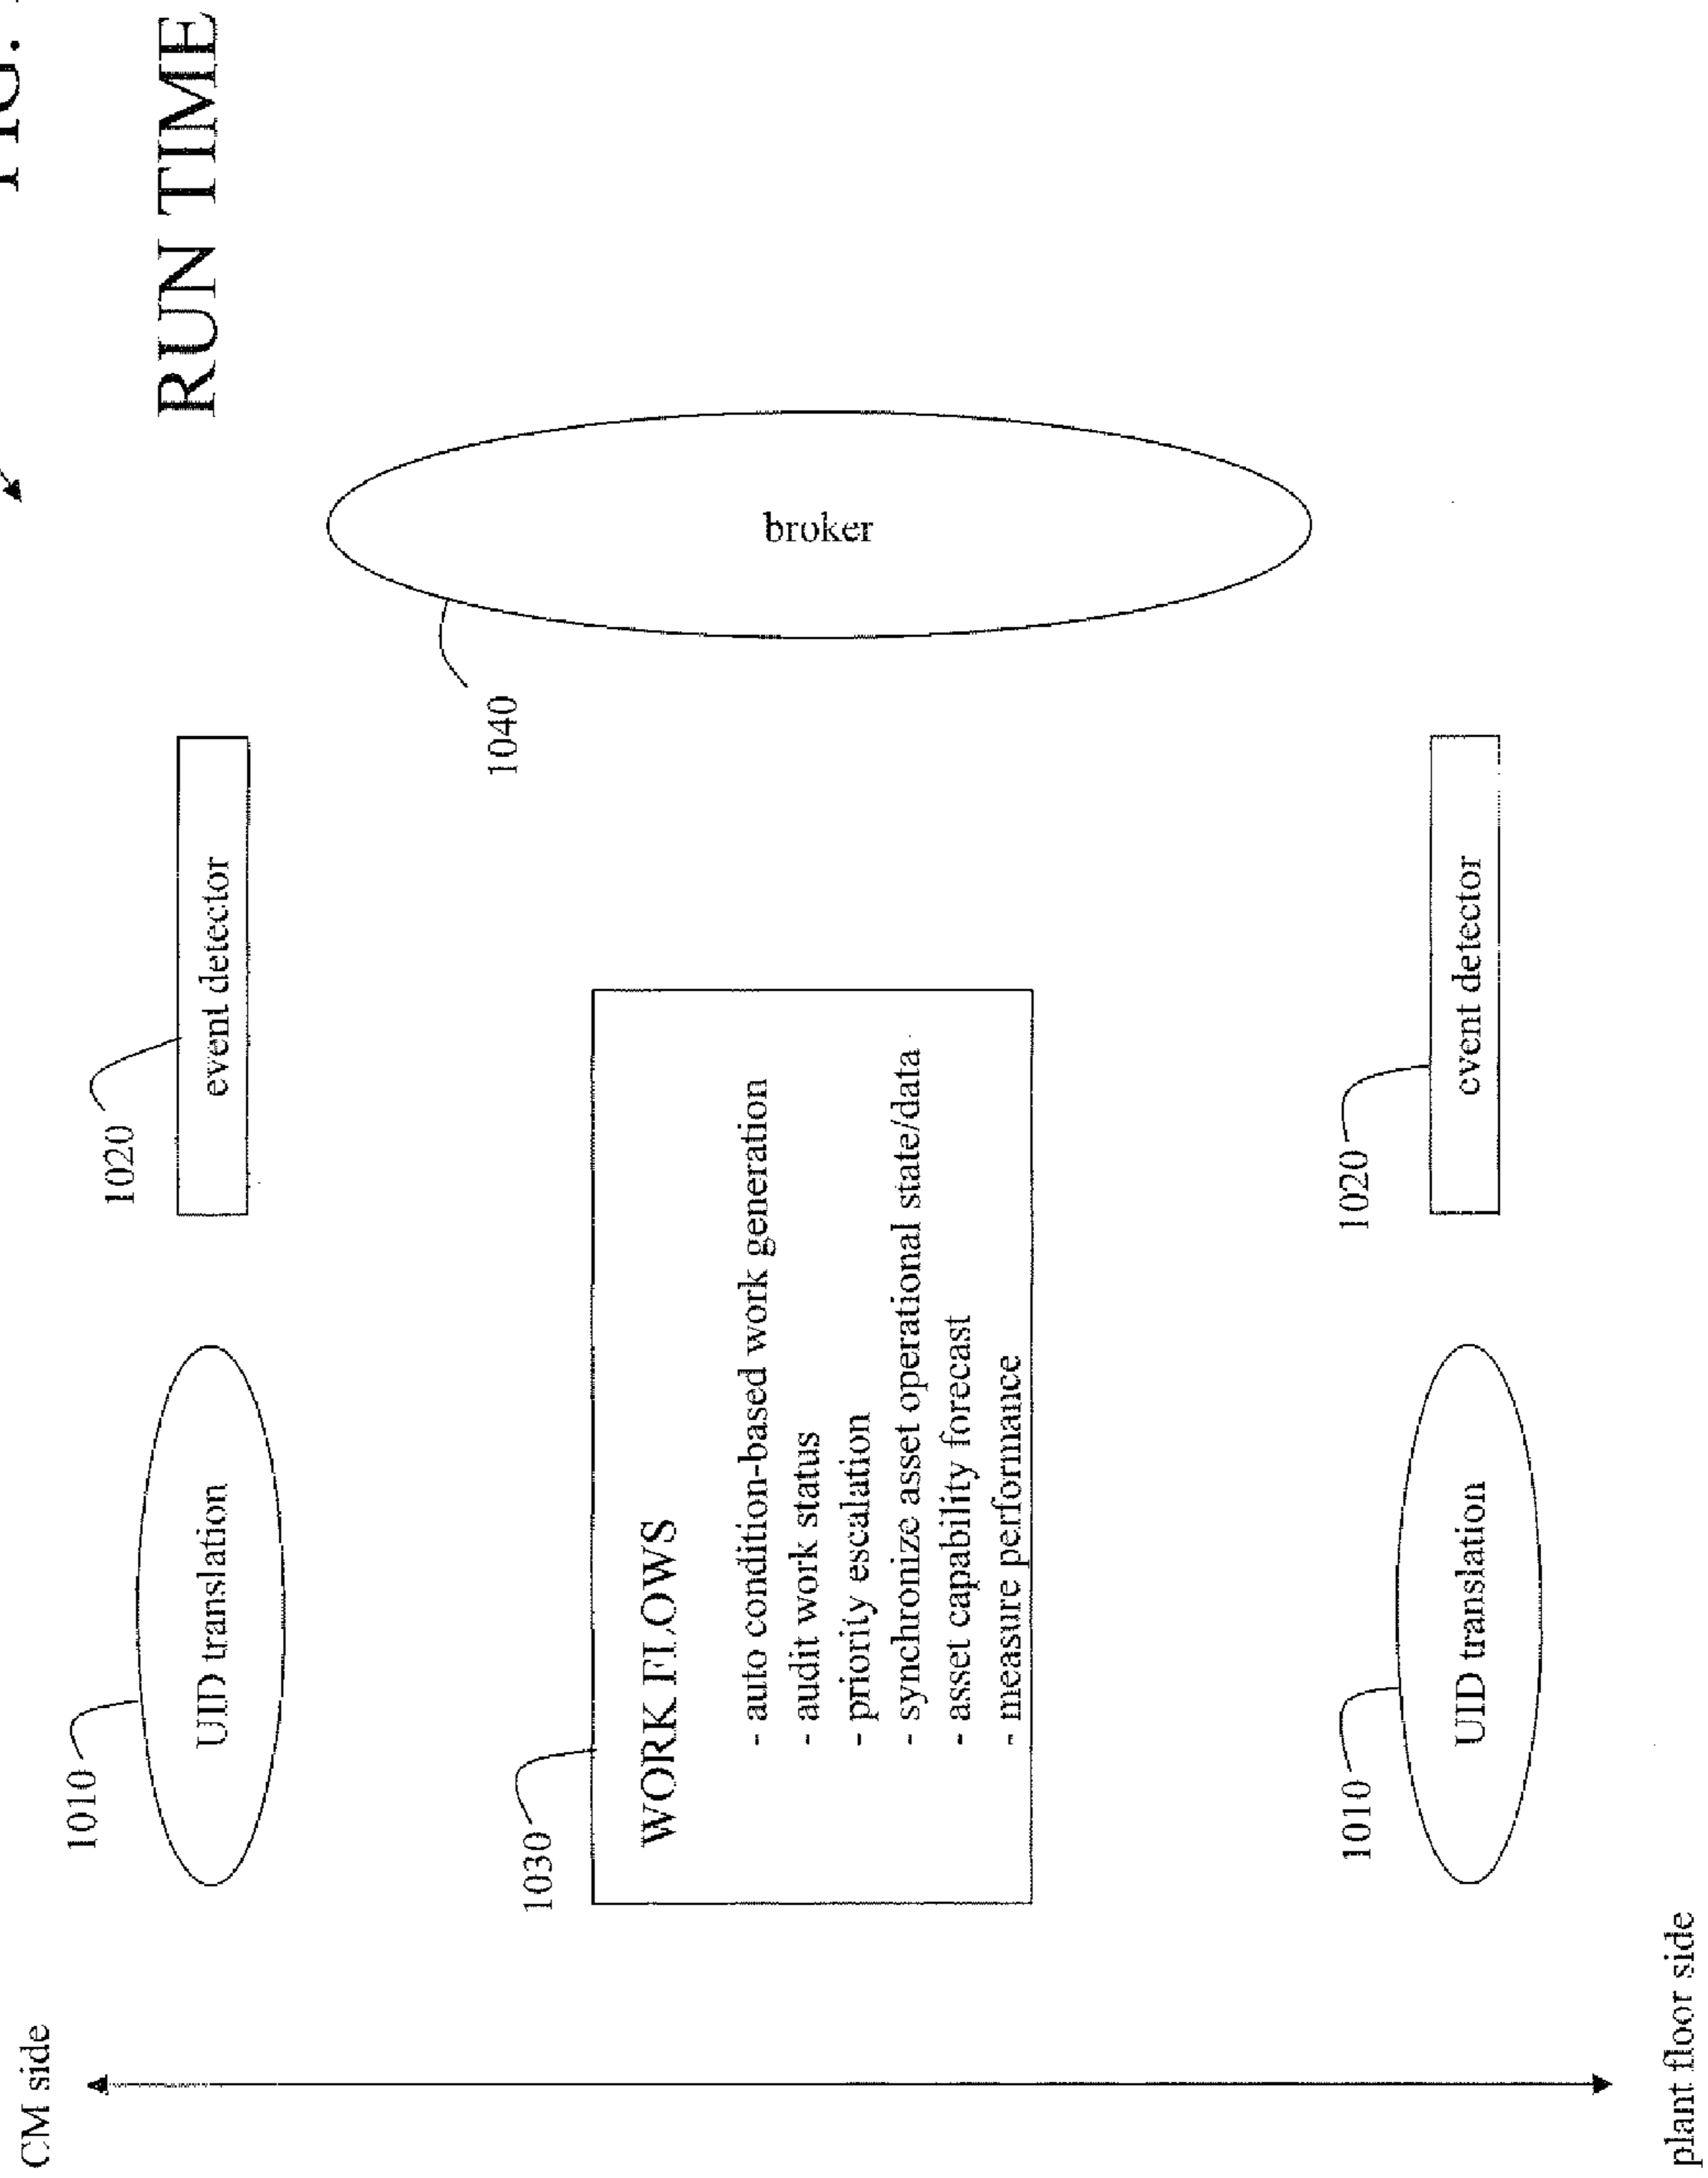 FIG.
RUN TIME
CM side
1010
UID translation
1020
event detector
1030
WORK FLOWS
- auto condition-based work generation
- audit work status
- priority escalation
- synchronize asset operational state/data
- asset capability forecast
- measure performance
1040
broker
1010
UID translation
1020
event detector
plant floor side